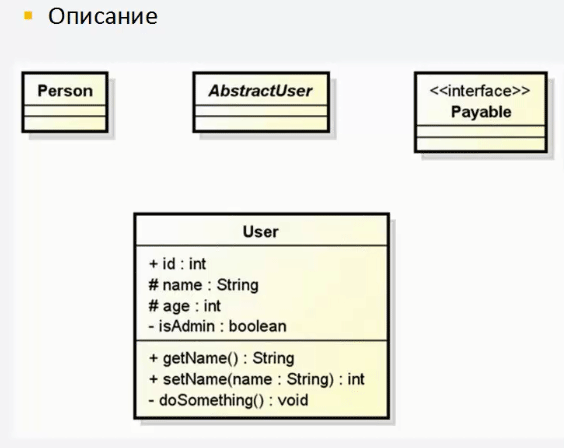 Описание
Person
AbstractUser
<<interface>>
Payable
User
+ id : int
# name : String
# age : int
- isAdmin : boolean
+ getName() : String
+ setName(name : String) : int
- doSomething() : void